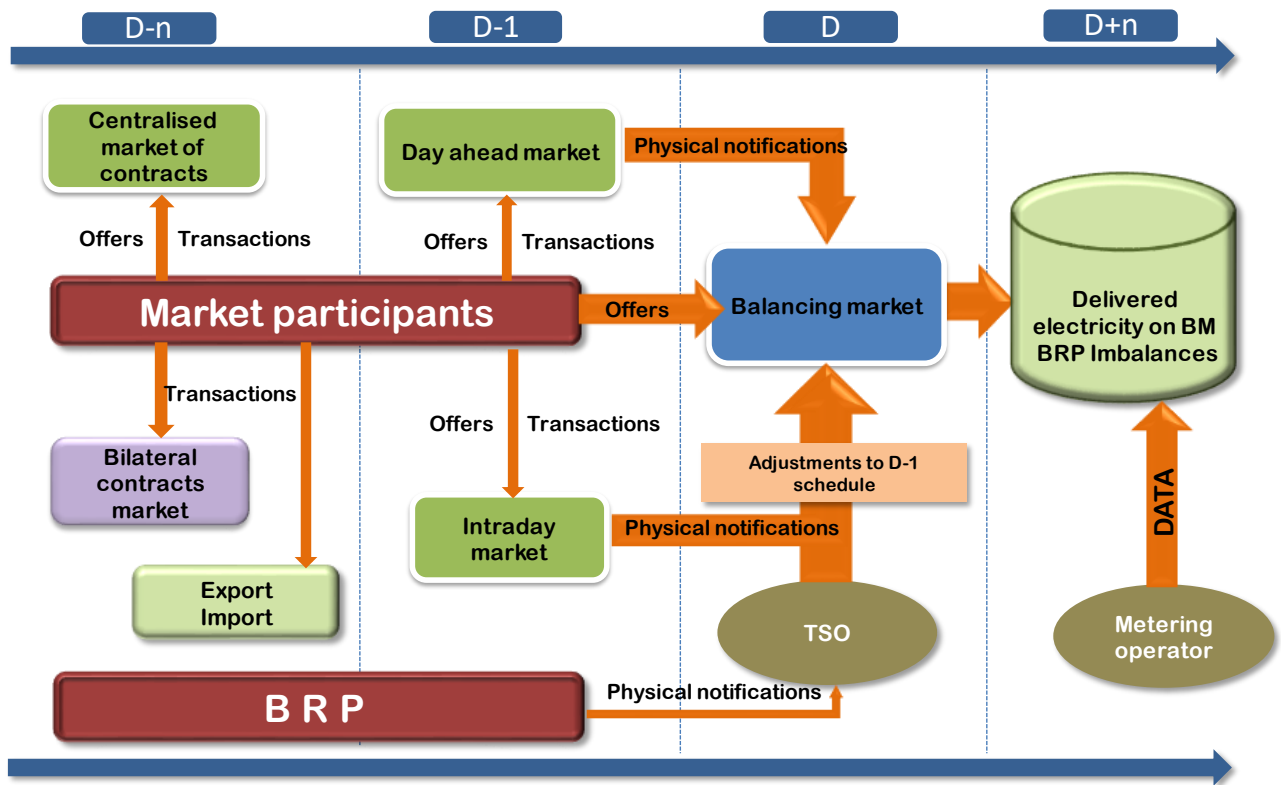 D-n
D-1
D
D+n
Centralised
market of
contracts
Day ahead market
Physical notifications
Offers
Transactions
Offers
Transactions
Market participants
Offers
Balancing market
Delivered
electricity on BM
BRP Imbalances
Transactions
Offers
Transactions
Bilateral
contracts
market
Adjustments to D-1
schedule
Intraday
market
Physical notifications
DATA
Export
Import
TSO
Metering
operator
B R P
Physical notifications